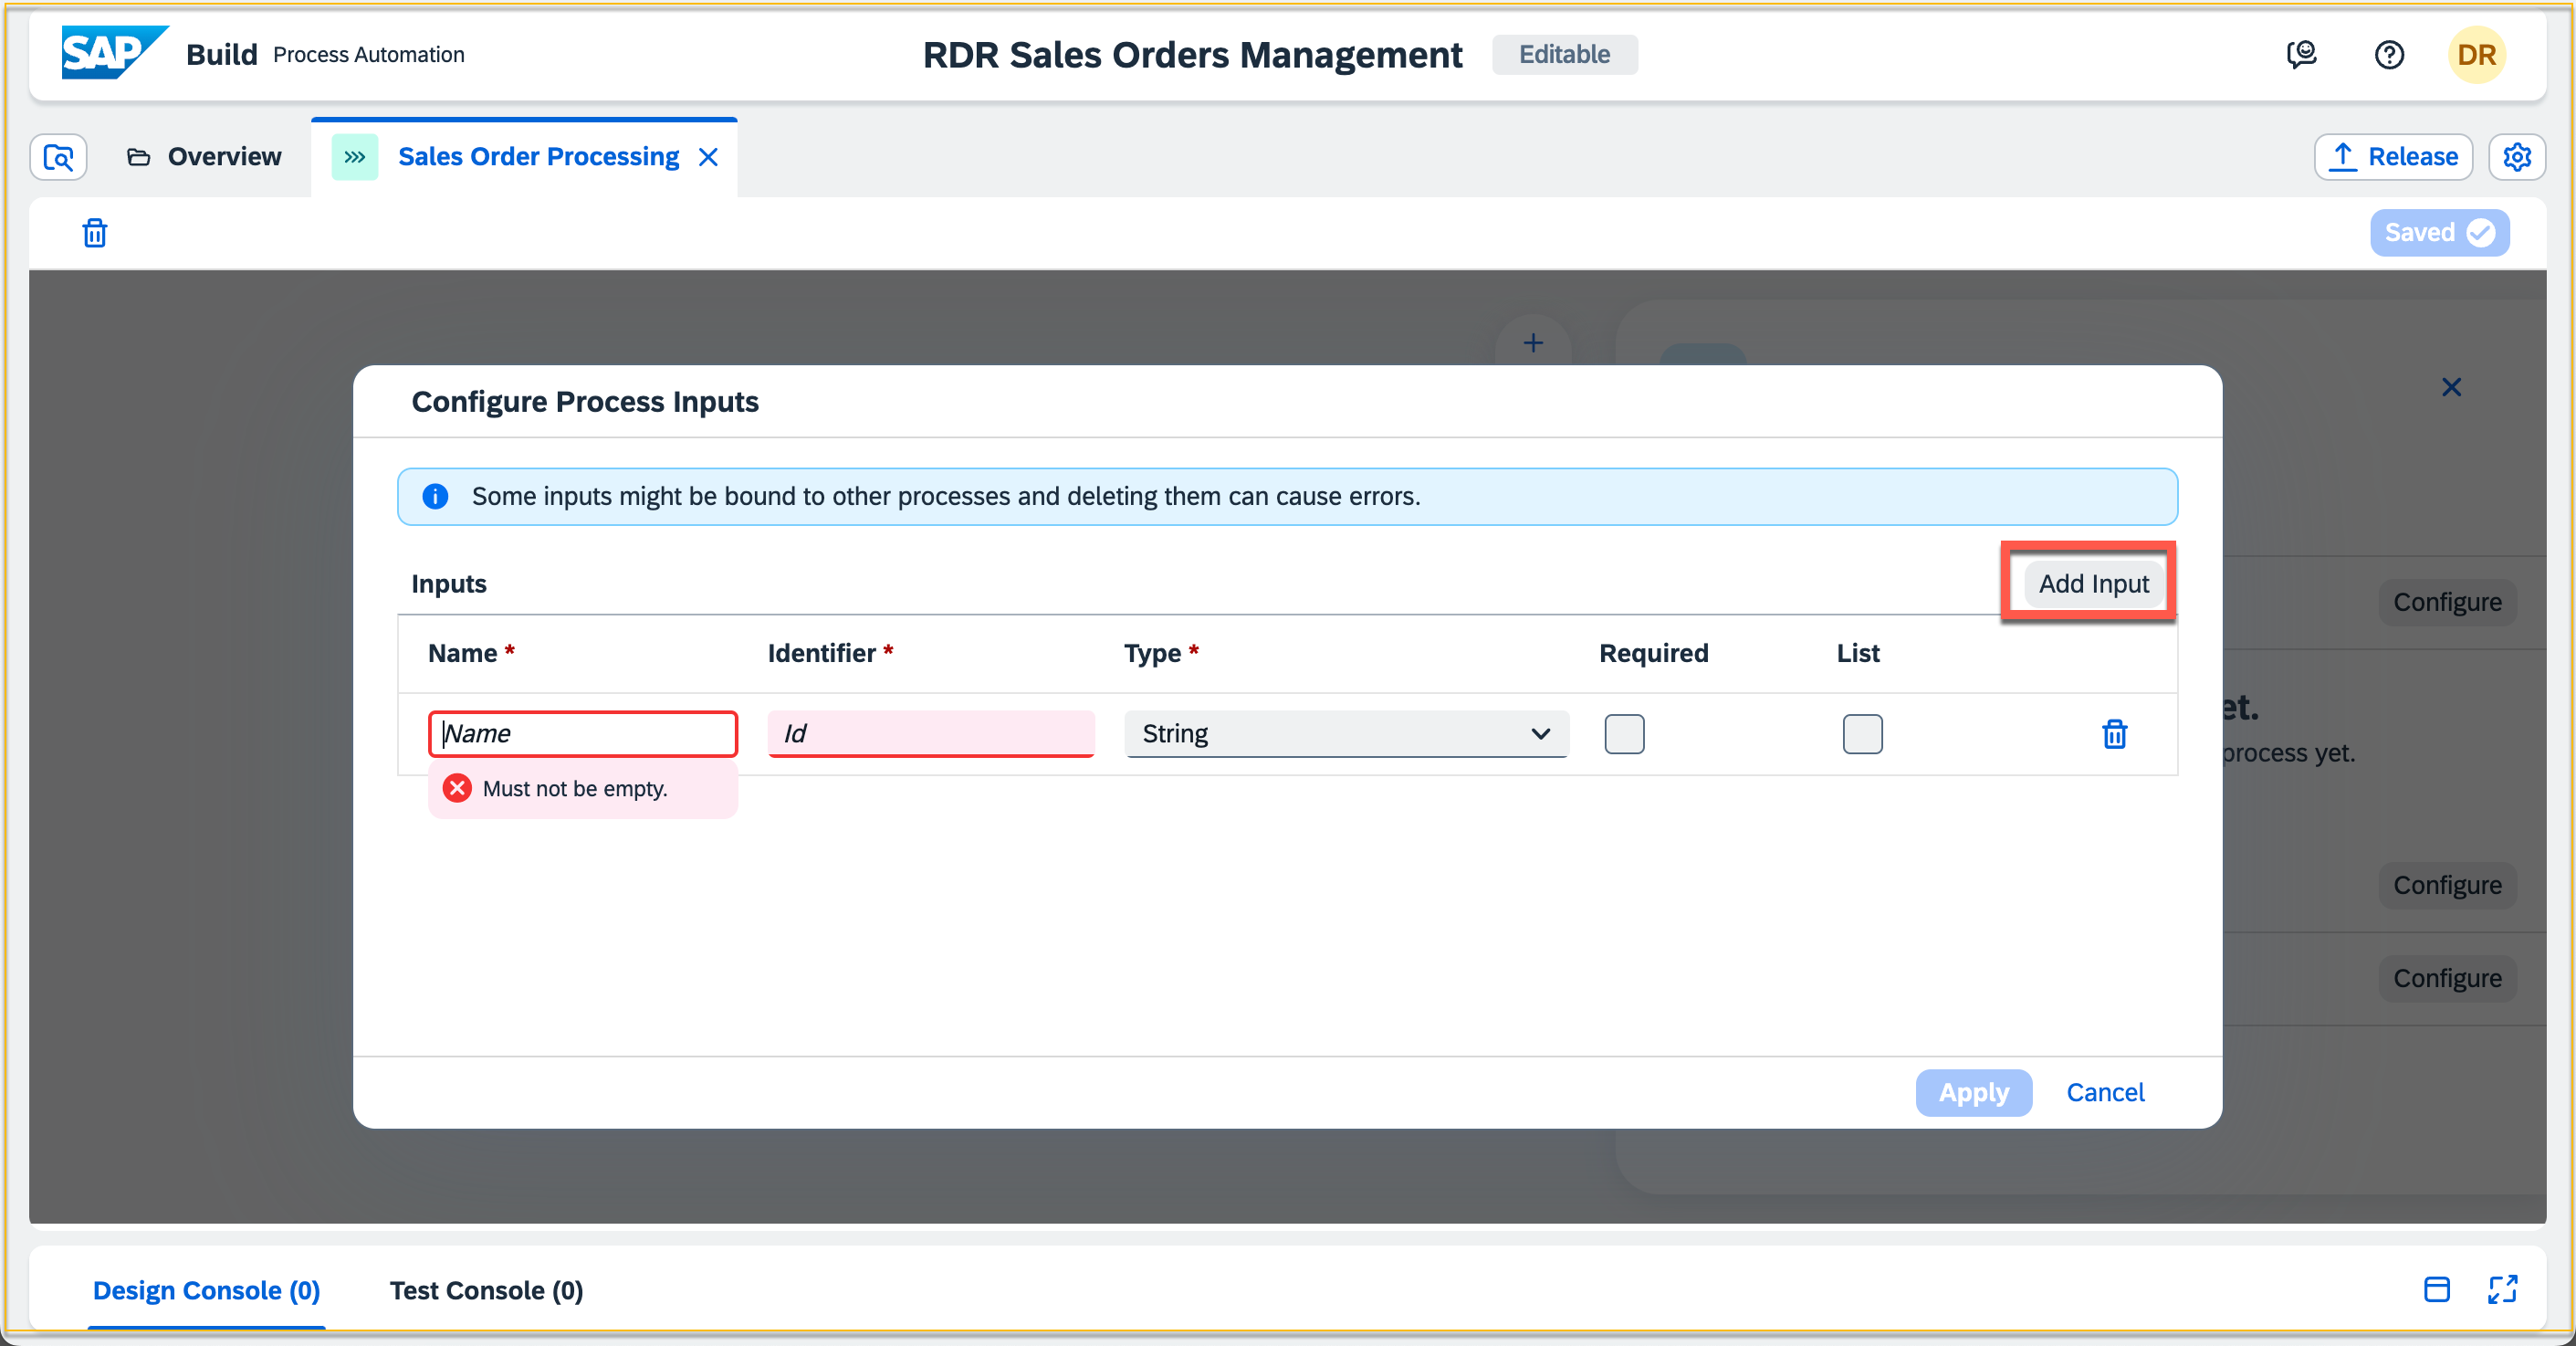 SAP Build Process Automation
RDR Sales Orders Management Editable
DR
Overview
Sales Order Processing
Release
Saved
Configure Process Inputs
Some inputs might be bound to other processes and deleting them can cause errors.
Inputs
Add Input
Configure
Name * Identifier * Type * Required List
et.
Name Id String
process yet.
Must not be empty.
Configure
Configure
Apply Cancel
Design Console (0) Test Console (0)